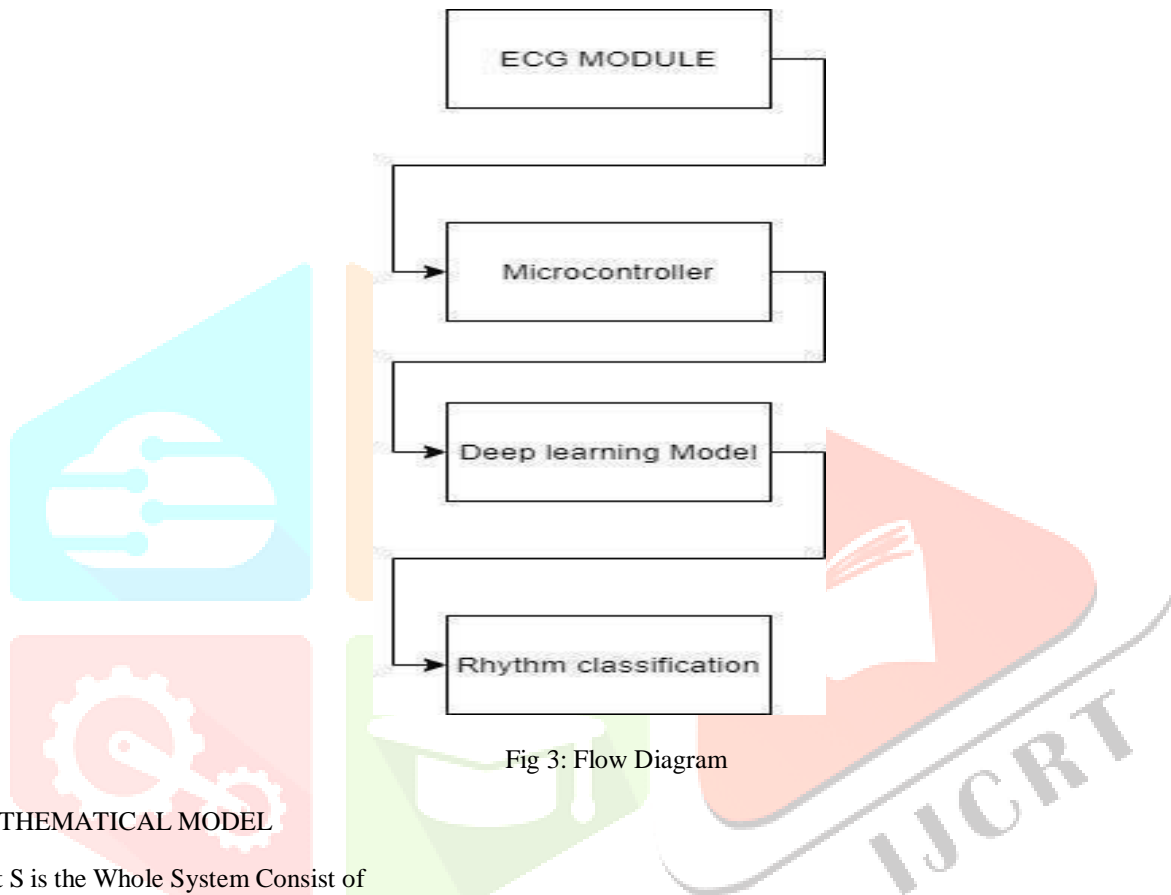 ECG MODULE
Microcontroller
Deep learning Model
Rhythm classification
Fig 3: Flow Diagram
IJCRT
THEMATICAL MODEL
t S is the Whole System Consist of